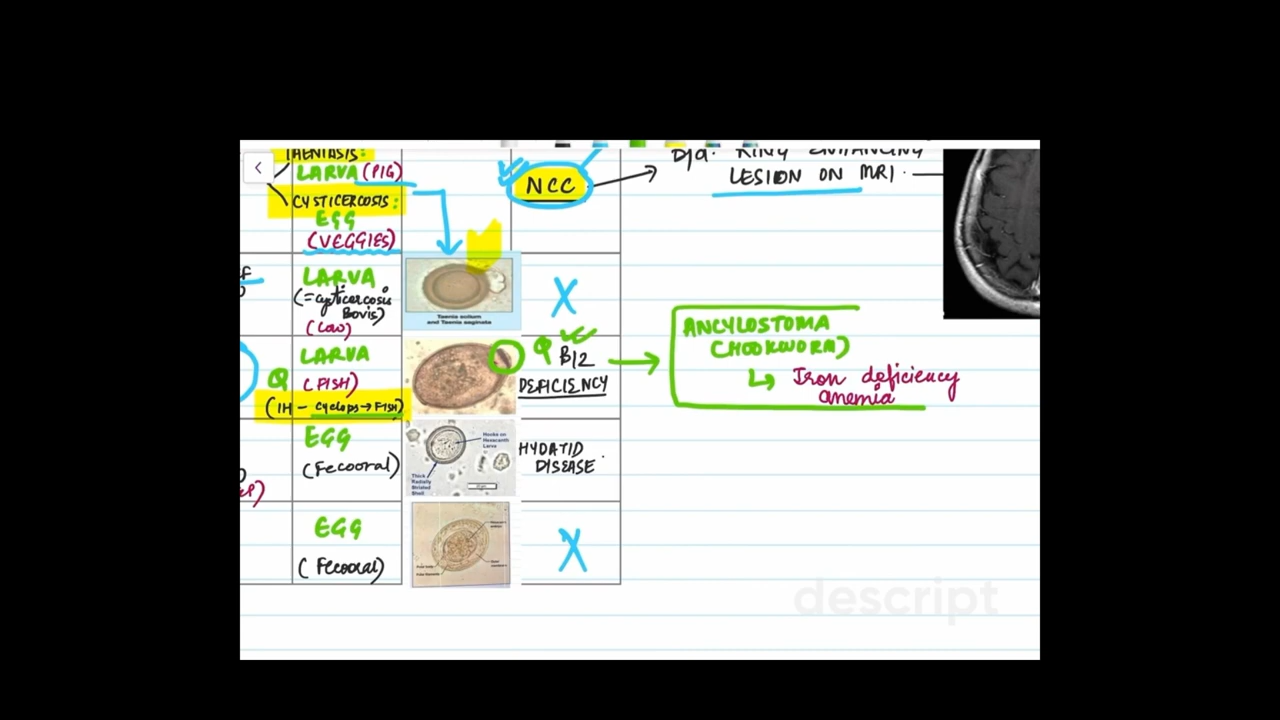 TAENIASIS:
LARVA (PIG)
CYSTICERCOSIS:
EGG
(VEGGIES)
NCC
D/d: RING ENHANCING
LESION ON MRI
LARVA
(=cysticercosis
Bovis)
(Cow)
Taenia solium
and Taenia saginata
X
LARVA
Q (FISH)
(IH – Cyclops → FISH)
Q B12
DEFICIENCY
ANCYLOSTOMA
(HOOKWORM)
Iron deficiency
anemia
EGG
(Fecooral)
Hooks on
Hexacanth
Larva
Thick
Radially
Striated
Shell
HYDATID
DISEASE
EGG
(Fecooral)
X
descript